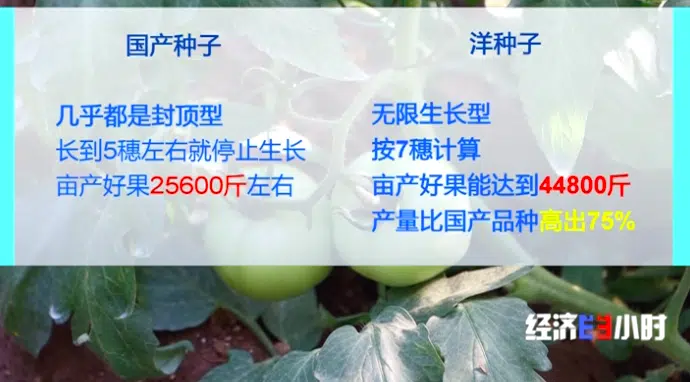 国产种子
几乎都是封顶型
长到5穗左右就停止生长
亩产好果25600斤左右
洋种子
无限生长型
按7穗计算
亩产好果能达到44800斤
产量比国产品种高出75%
经济半小时